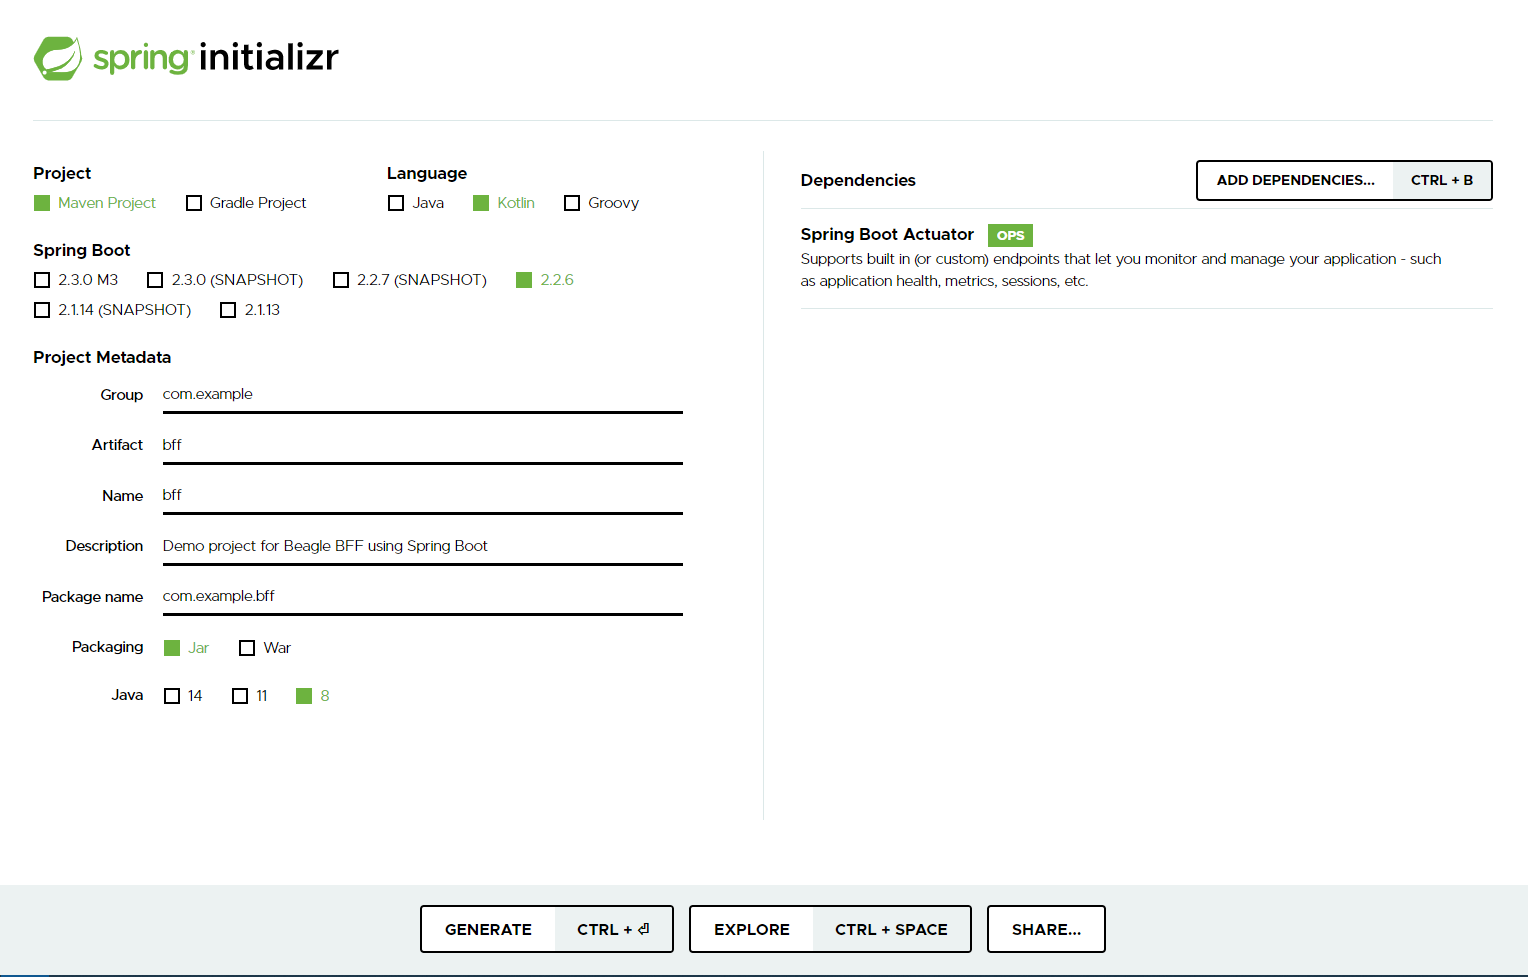 spring initializr
Project
Maven Project Gradle Project
Language
Java Kotlin Groovy
Spring Boot
2.3.0 M3 2.3.0 (SNAPSHOT) 2.2.7 (SNAPSHOT) 2.2.6
2.1.14 (SNAPSHOT) 2.1.13
Project Metadata
Group com.example
Artifact bff
Name bff
Description Demo project for Beagle BFF using Spring Boot
Package name com.example.bff
Packaging Jar War
Java 14 11 8
Dependencies ADD DEPENDENCIES... CTRL + B
Spring Boot Actuator OPS
Supports built in (or custom) endpoints that let you monitor and manage your application - such
as application health, metrics, sessions, etc.
GENERATE CTRL + ⏎ EXPLORE CTRL + SPACE SHARE...